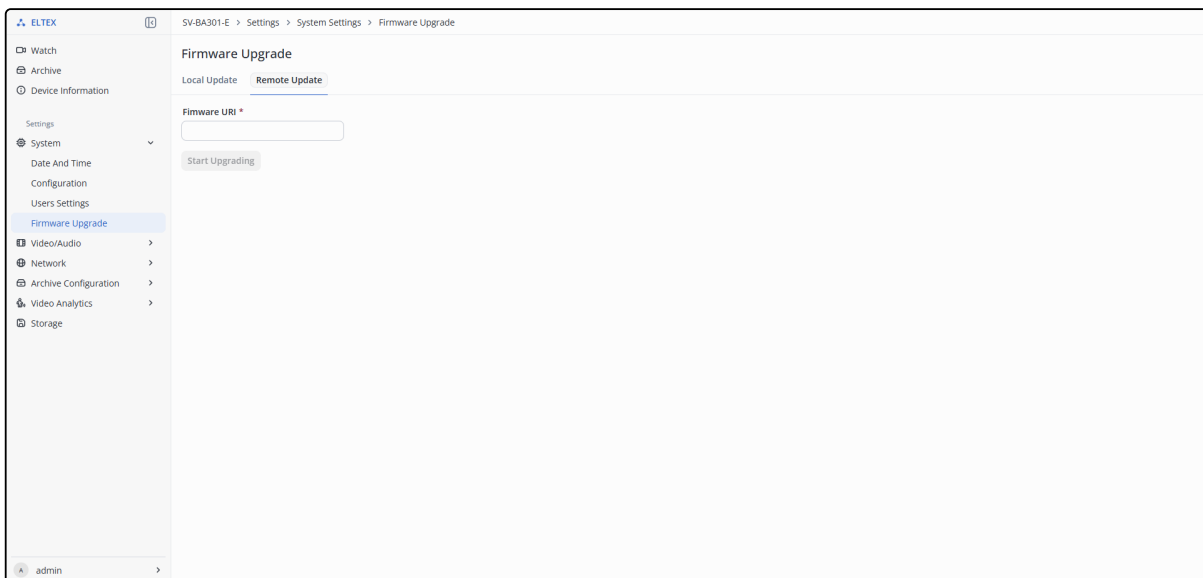 ELTEX
SV-BA301-E > Settings > System Settings > Firmware Upgrade
Watch
Archive
Device Information
Settings
System
Date And Time
Configuration
Users Settings
Firmware Upgrade
Video/Audio
Network
Archive Configuration
Video Analytics
Storage
A admin
Firmware Upgrade
Local Update Remote Update
Fimware URI *
Start Upgrading